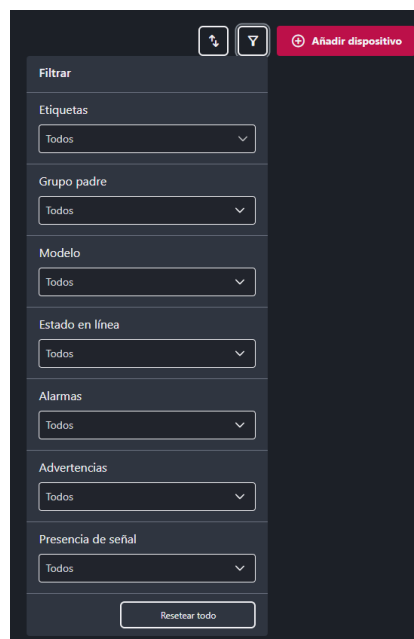 Añadir dispositivo
Filtrar
Etiquetas
Todos
Grupo padre
Todos
Modelo
Todos
Estado en línea
Todos
Alarmas
Todos
Advertencias
Todos
Presencia de señal
Todos
Resetear todo